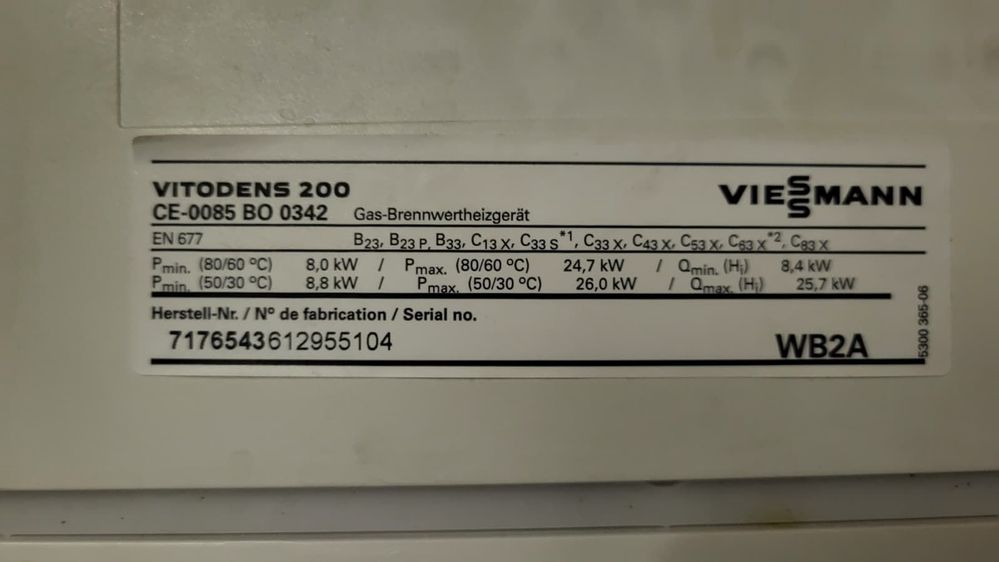 VITODENS 200
VIESSMANN
CE-0085 BO 0342 Gas-Brennwertheizgerät
EN 677 B23, B23 P, B33, C13 X, C33 S*1, C33 X, C43 X, C53 X, C63 X*2, C83 X
Pmin. (80/60 °C) 8,0 kW / Pmax. (80/60 °C) 24,7 kW / Qmin. (Hi) 8,4 kW
Pmin. (50/30 °C) 8,8 kW / Pmax. (50/30 °C) 26,0 kW / Qmax. (Hi) 25,7 kW
Herstell-Nr. / N° de fabrication / Serial no.
7176543612955104
WB2A
5300 365-06